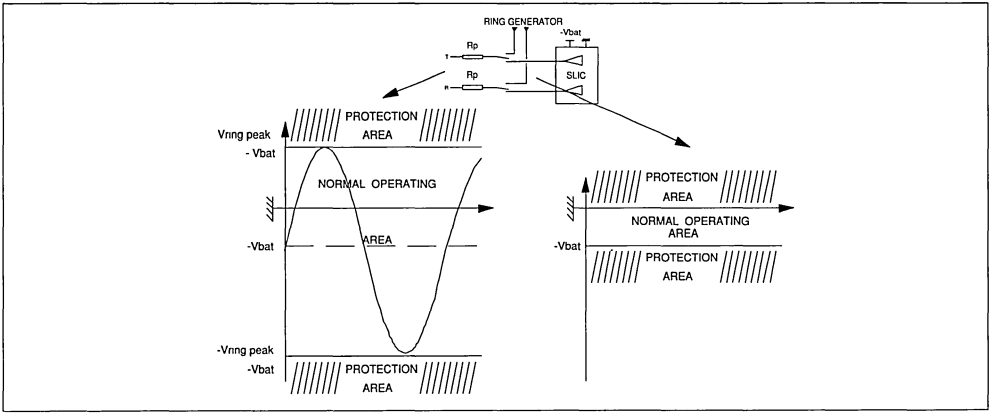 RING GENERATOR
-Vbat
Rp
T
SLIC
Rp
R
PROTECTION
AREA
Vring peak
- Vbat
NORMAL OPERATING
-Vbat
AREA
-Vring peak
-Vbat
PROTECTION
AREA
PROTECTION
AREA
NORMAL OPERATING
AREA
-Vbat
PROTECTION
AREA